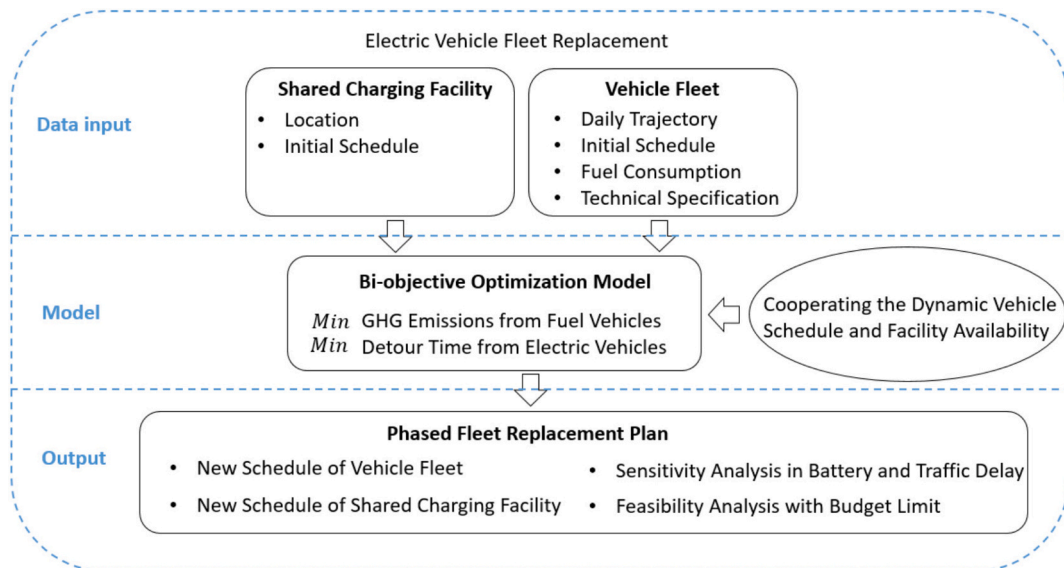 Electric Vehicle Fleet Replacement
Data input
Shared Charging Facility
• Location
• Initial Schedule
Vehicle Fleet
• Daily Trajectory
• Initial Schedule
• Fuel Consumption
• Technical Specification
Model
Bi-objective Optimization Model
Min GHG Emissions from Fuel Vehicles
Min Detour Time from Electric Vehicles
Cooperating the Dynamic Vehicle
Schedule and Facility Availability
Output
Phased Fleet Replacement Plan
• New Schedule of Vehicle Fleet
• New Schedule of Shared Charging Facility
• Sensitivity Analysis in Battery and Traffic Delay
• Feasibility Analysis with Budget Limit